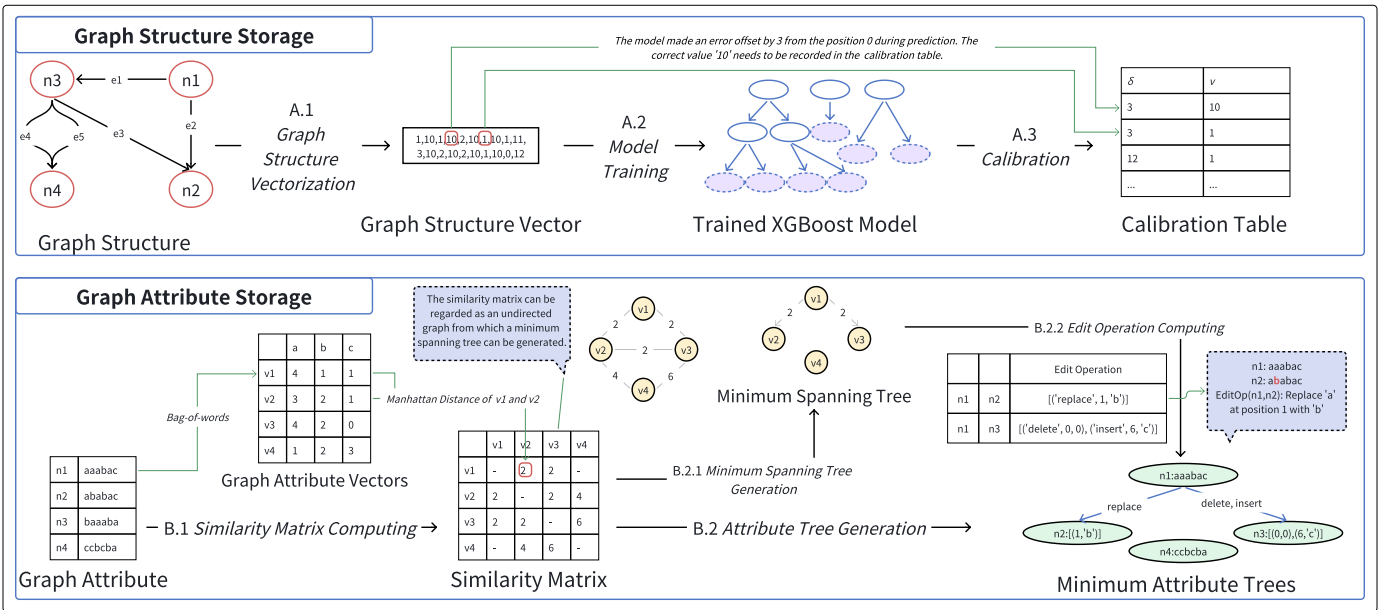 Graph Structure Storage
The model made an error offset by 3 from the position 0 during prediction. The
correct value '10' needs to be recorded in the calibration table.
n3
e1
n1
e4
e5
e3
e2
n4
n2
Graph Structure
A.1
Graph
Structure
Vectorization
1,10,1,10,2,10,1,10,1,11,
3,10,2,10,2,10,1,10,0,12
Graph Structure Vector
A.2
Model
Training
Trained XGBoost Model
A.3
Calibration
δ v
3 10
3 1
12 1
... ...
Calibration Table
Graph Attribute Storage
n1 aaabac
n2 ababac
n3 baaaba
n4 ccbcba
Graph Attribute
Bag-of-words
a b c
v1 4 1 1
v2 3 2 1
v3 4 2 0
v4 1 2 3
Graph Attribute Vectors
B.1 Similarity Matrix Computing
Manhattan Distance of v1 and v2
The similarity matrix can be
regarded as an undirected
graph from which a minimum
spanning tree can be generated.
v1 v2 v3 v4
v1 - 2 2 -
v2 2 - 2 4
v3 2 2 - 6
v4 - 4 6 -
Similarity Matrix
v1
2 2
v2 2 v3
4 6
v4
B.2.1 Minimum Spanning Tree
Generation
B.2 Attribute Tree Generation
v1
2 2
v2 v3
v4
Minimum Spanning Tree
B.2.2 Edit Operation Computing
Edit Operation
n1 n2 [('replace', 1, 'b')]
n1 n3 [('delete', 0, 0), ('insert', 6, 'c')]
n1: aaabac
n2: ababac
EditOp(n1,n2): Replace 'a'
at position 1 with 'b'
n1:aaabac
replace
delete, insert
n2:[(1,'b')]
n3:[(0,0),(6,'c')]
n4:ccbcba
Minimum Attribute Trees